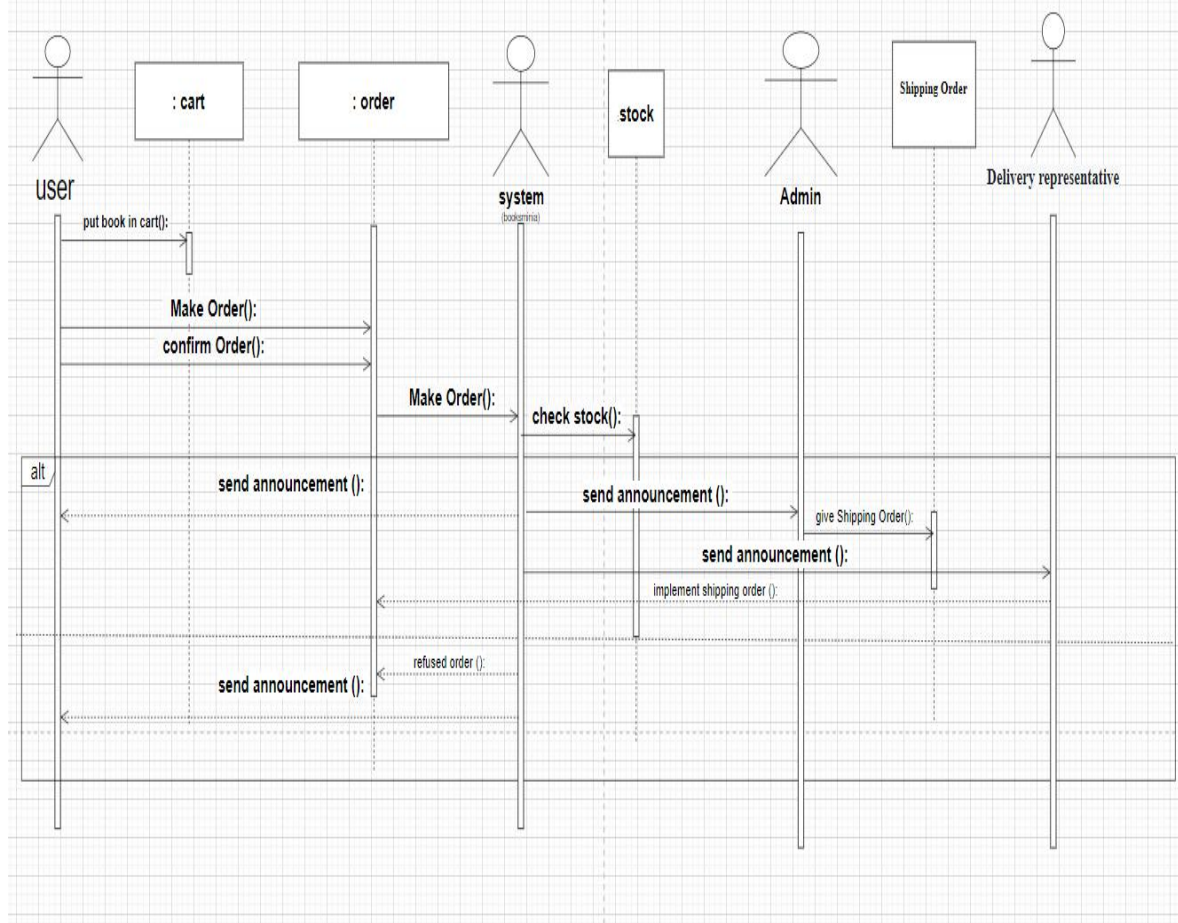 : cart
: order
stock
Shipping Order
user
system
(booksminia)
Admin
Delivery representative
put book in cart():
Make Order():
confirm Order():
Make Order():
check stock():
alt
send announcement ():
send announcement ():
give Shipping Order():
send announcement ():
implement shipping order ():
refused order ():
send announcement ():